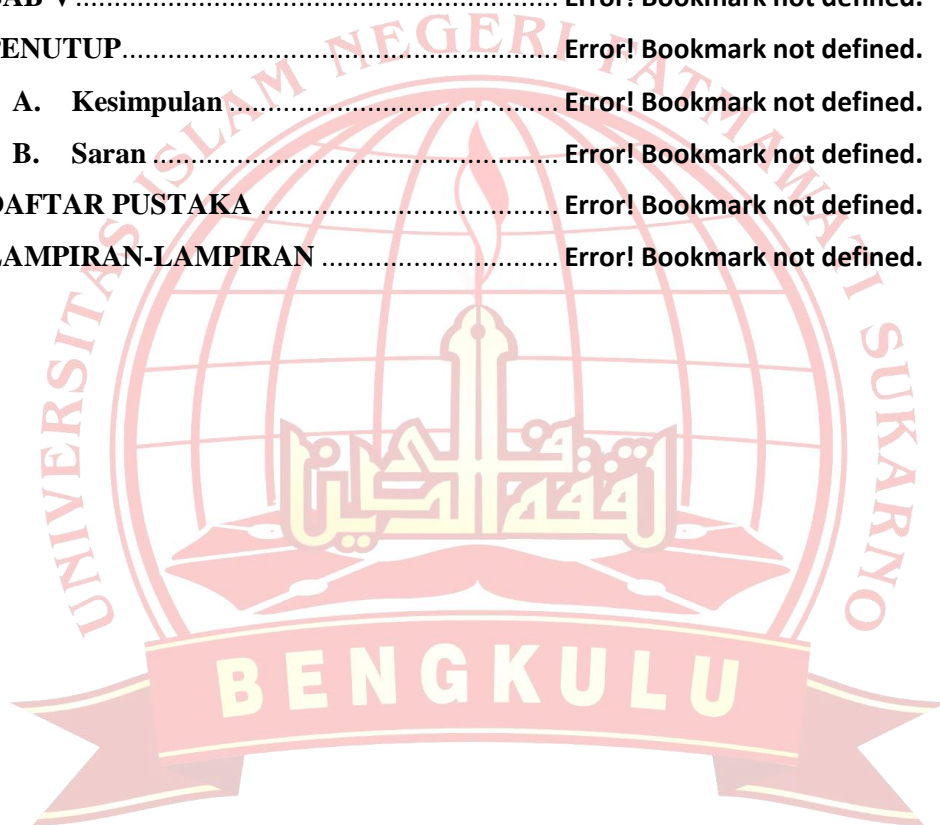 BAB V.......................................................................Error! Bookmark not defined.
PENUTUP................................................................Error! Bookmark not defined.
A. Kesimpulan ................................................Error! Bookmark not defined.
B. Saran ...........................................................Error! Bookmark not defined.
DAFTAR PUSTAKA ...........................................Error! Bookmark not defined.
LAMPIRAN-LAMPIRAN ..................................Error! Bookmark not defined.
UNIVERSITAS ISLAM NEGERI FATMAWATI SUKARNO
BENGKULU